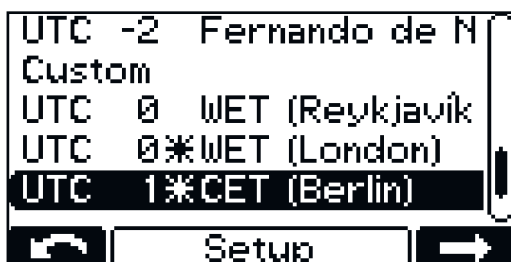 UTC -2 Fernando de N
Custom
UTC 0 WET (Reykjavík
UTC 0☀WET (London)
UTC 1☀CET (Berlin)
Setup